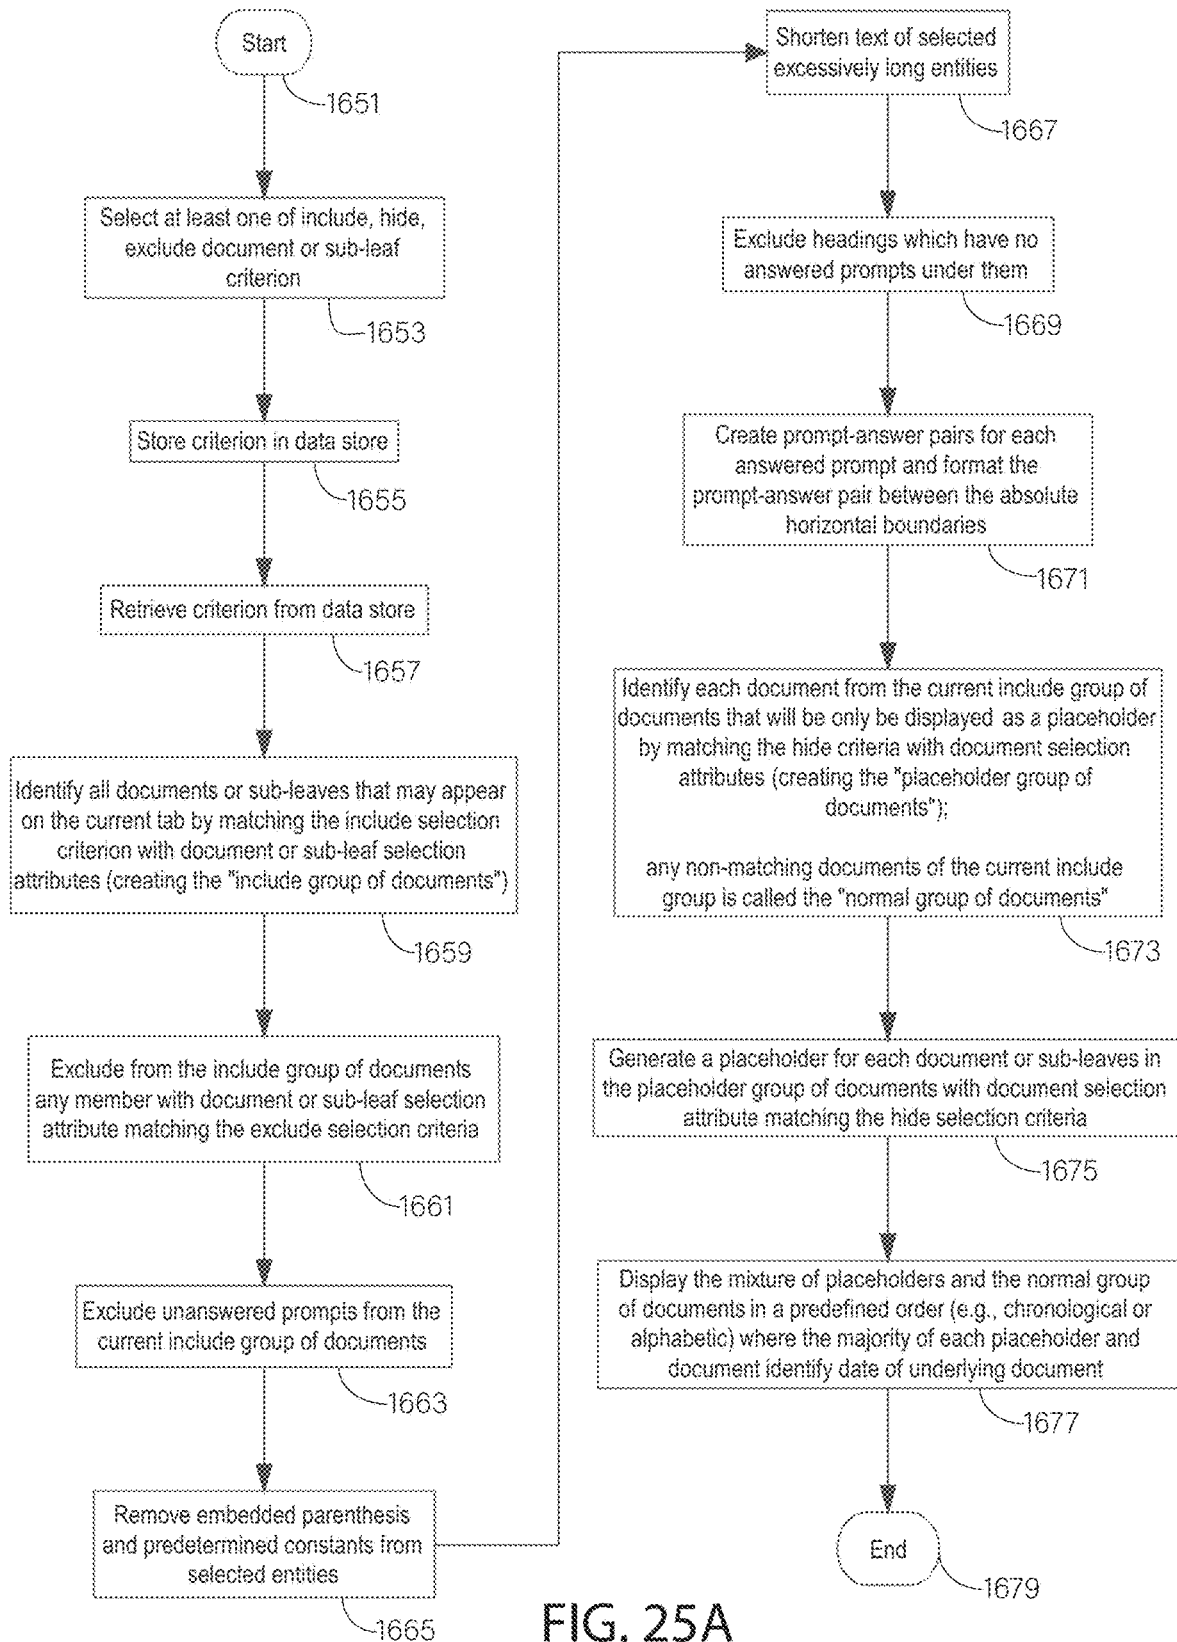 Start
1651
Select at least one of include, hide,
exclude document or sub-leaf
criterion
1653
Store criterion in data store
1655
Retrieve criterion from data store
1657
Identify all documents or sub-leaves that may appear
on the current tab by matching the include selection
criterion with document or sub-leaf selection
attributes (creating the "include group of documents")
1659
Exclude from the include group of documents
any member with document or sub-leaf selection
attribute matching the exclude selection criteria
1661
Exclude unanswered prompts from the
current include group of documents
1663
Remove embedded parenthesis
and predetermined constants from
selected entities
1665
Shorten text of selected
excessively long entities
1667
Exclude headings which have no
answered prompts under them
1669
Create prompt-answer pairs for each
answered prompt and format the
prompt-answer pair between the absolute
horizontal boundaries
1671
Identify each document from the current include group of
documents that will be only be displayed as a placeholder
by matching the hide criteria with document selection
attributes (creating the "placeholder group of
documents");
any non-matching documents of the current include
group is called the "normal group of documents"
1673
Generate a placeholder for each document or sub-leaves in
the placeholder group of documents with document selection
attribute matching the hide selection criteria
1675
Display the mixture of placeholders and the normal group
of documents in a predefined order (e.g., chronological or
alphabetic) where the majority of each placeholder and
document identify date of underlying document
1677
End
1679
FIG. 25A